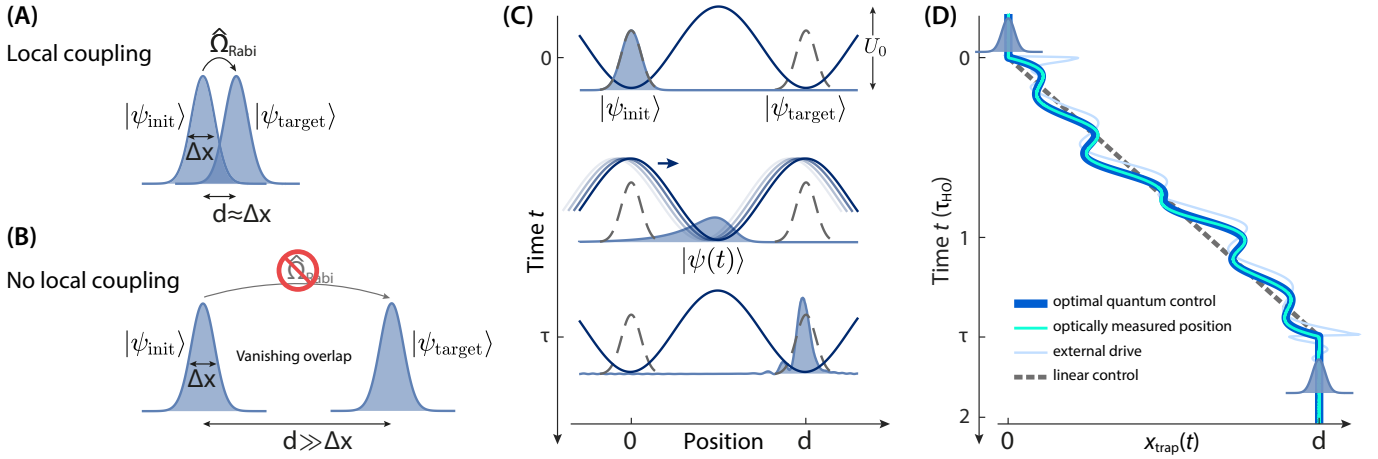 (A)
Local coupling
Ω̂Rabi
|ψinit⟩
|ψtarget⟩
Δx
d≈Δx
(B)
No local coupling
Ω̂Rabi
|ψinit⟩
|ψtarget⟩
Vanishing overlap
Δx
d≫Δx
(C)
Time t
0
U0
|ψinit⟩
|ψtarget⟩
|ψ(t)⟩
τ
0
Position
d
(D)
Time t (τHO)
0
1
τ
2
optimal quantum control
optically measured position
external drive
linear control
0
xtrap(t)
d